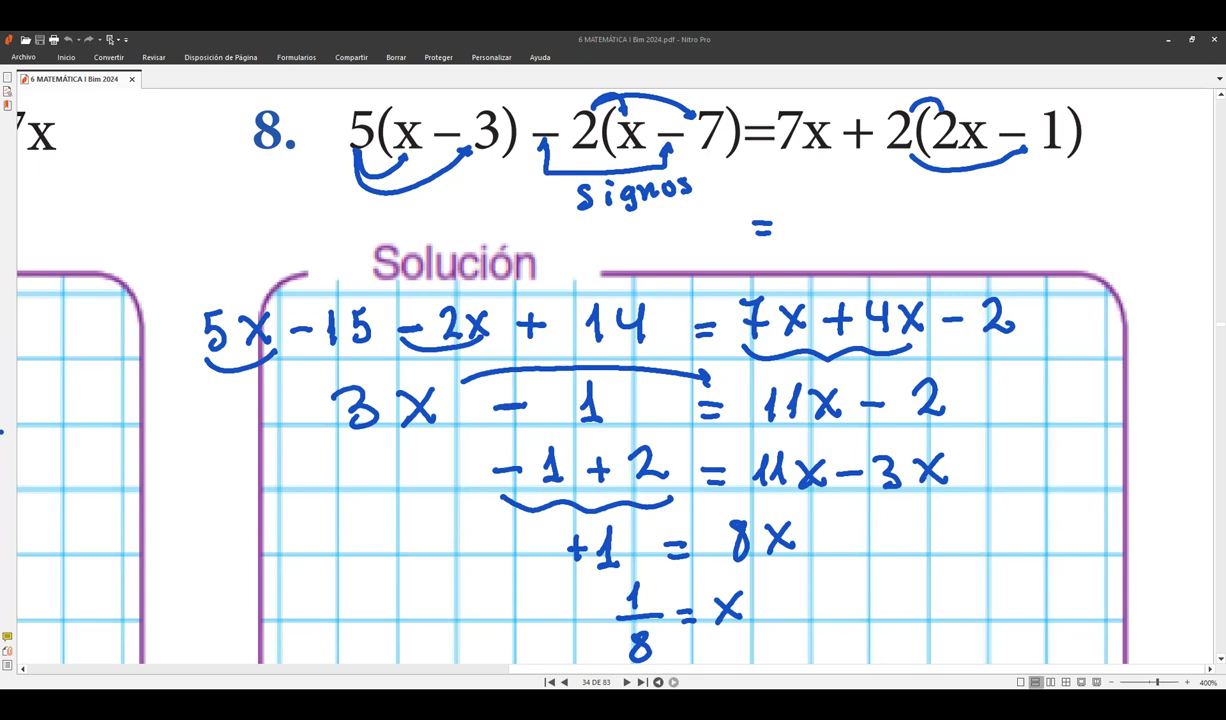 6 MATEMÁTICA I Bim 2024.pdf - Nitro Pro
Archivo Inicio Convertir Revisar Disposición de Página Formularios Compartir Borrar Proteger Personalizar Ayuda
6 MATEMÁTICA I Bim 2024
7x
8. 5(x – 3) – 2(x – 7)=7x + 2(2x – 1)
signos
=
Solución
5x - 15 - 2x + 14 = 7x + 4x - 2
3x - 1 = 11x - 2
- 1 + 2 = 11x - 3x
+1 = 8x
1/8 = x
34 DE 83
400%